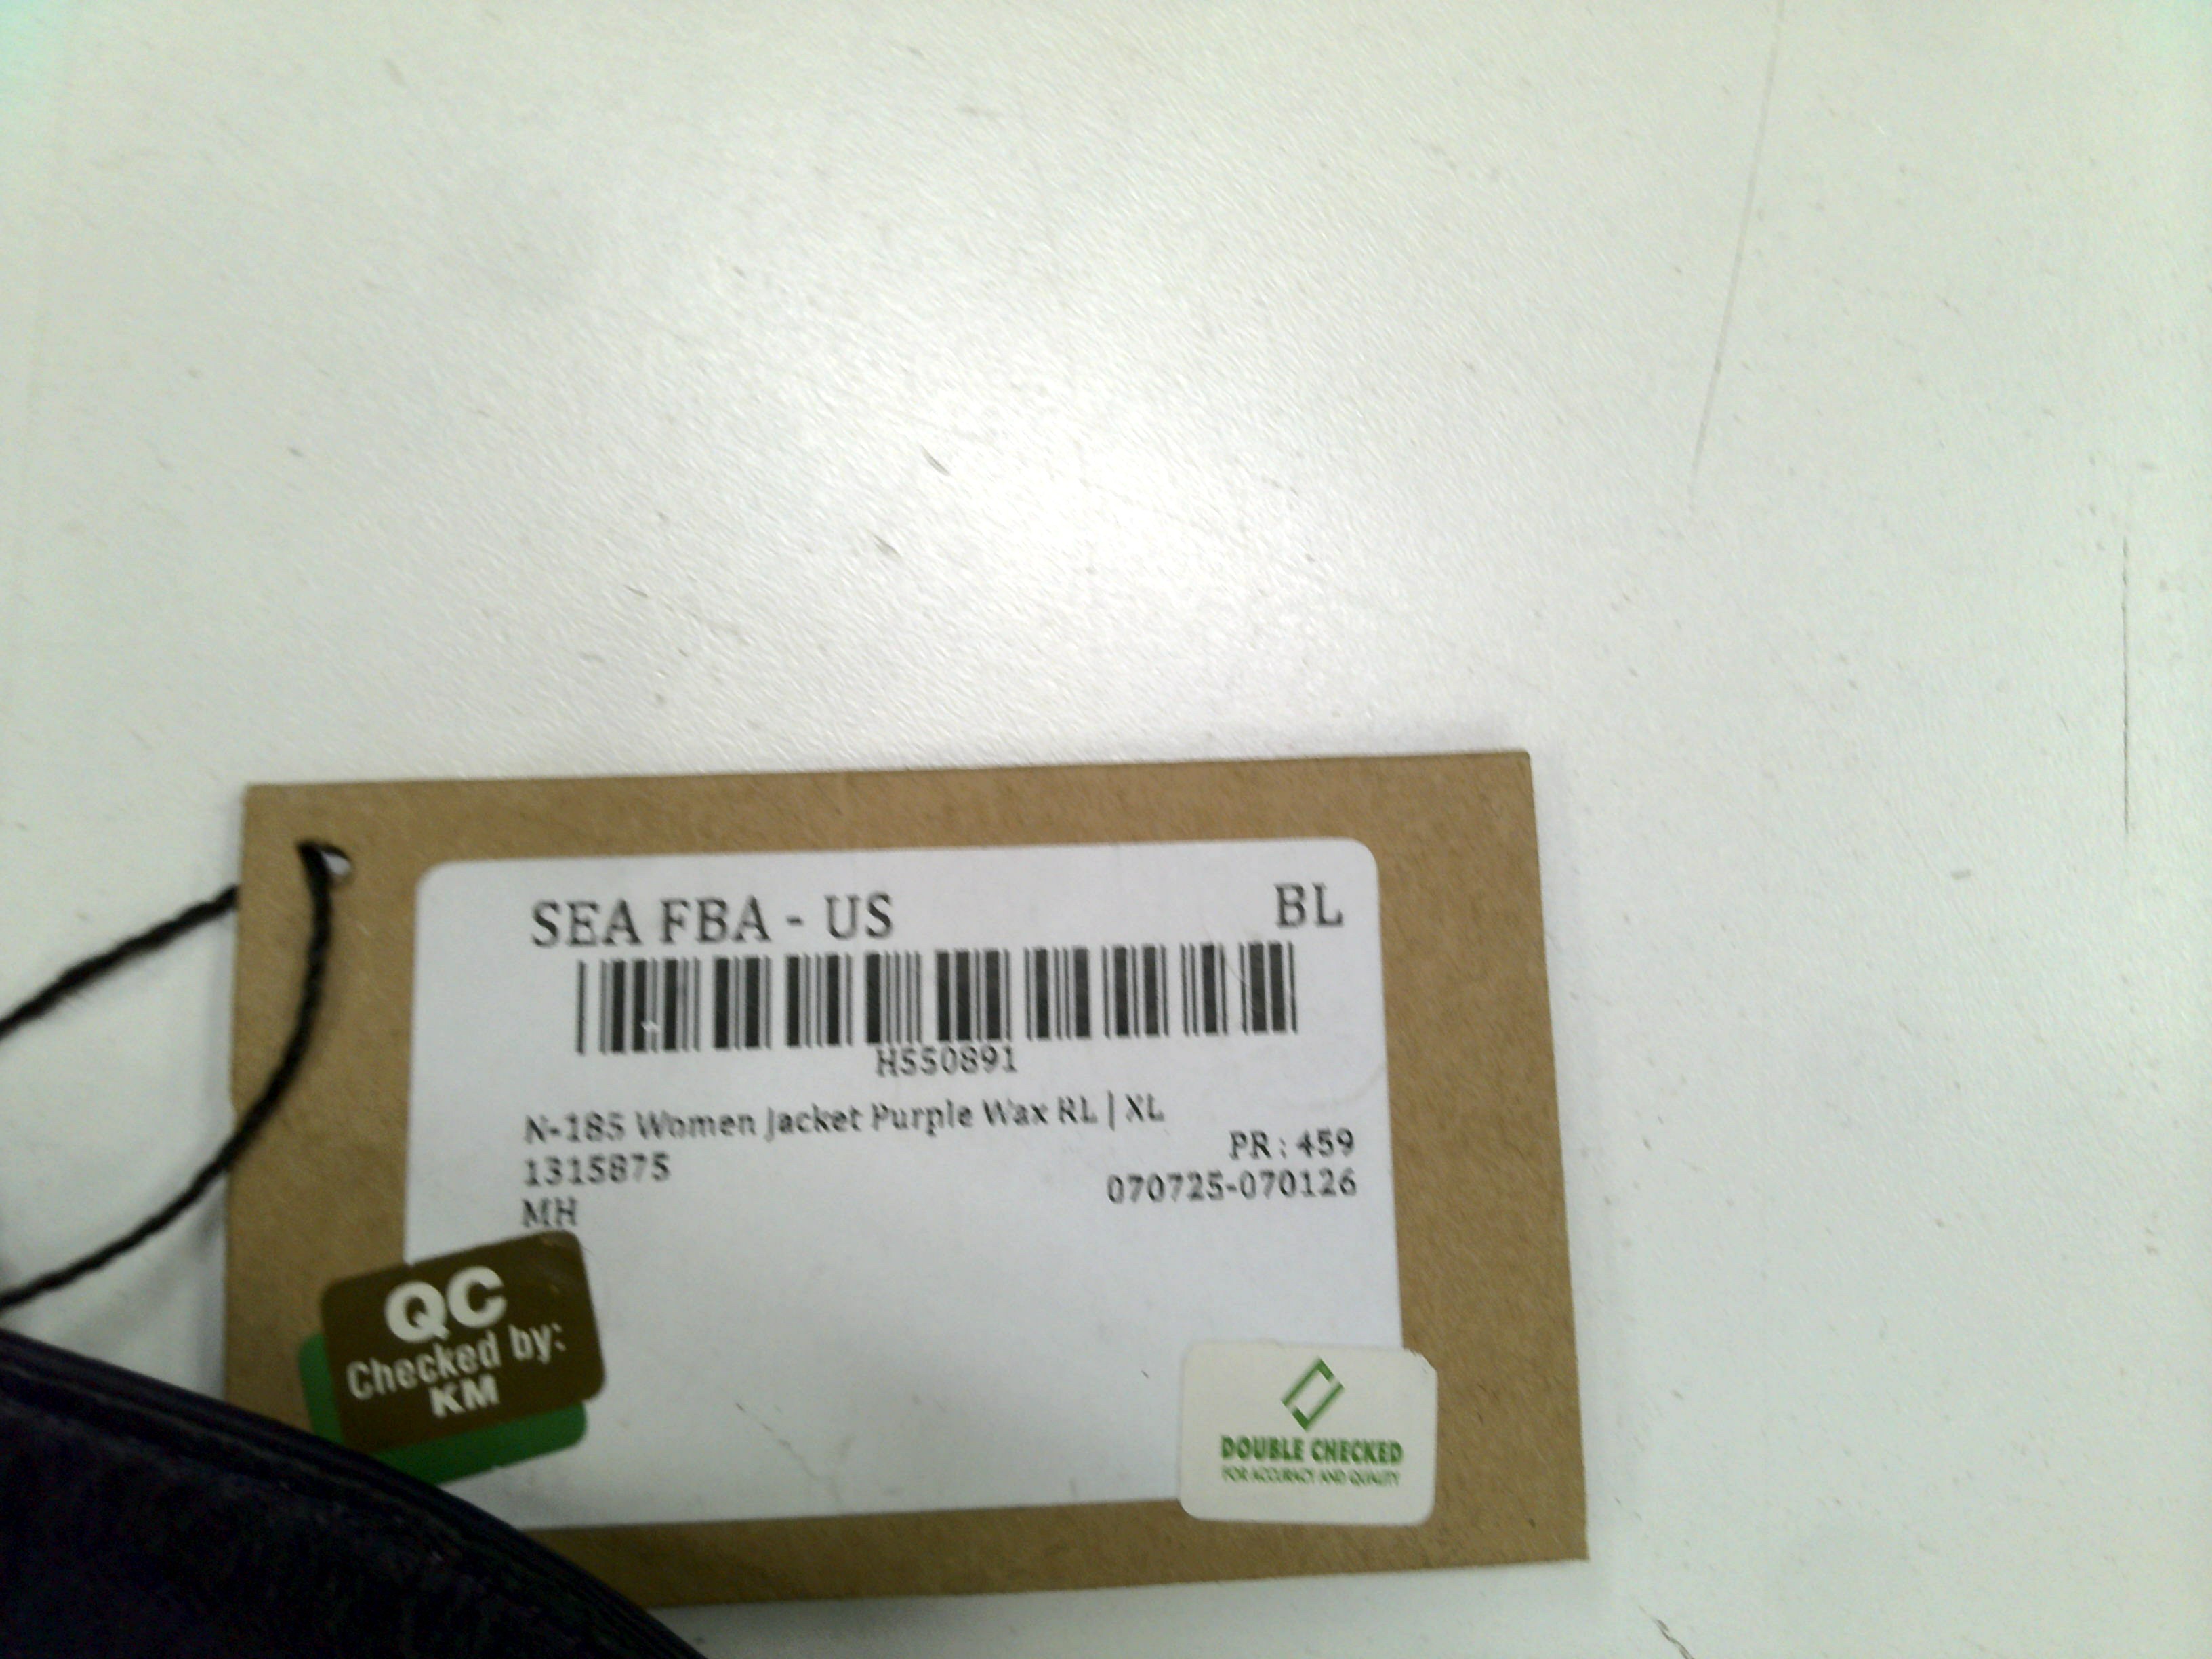 SEA FBA - US BL
H550891
N-185 Women Jacket Purple Wax RL | XL
PR : 459
1315875
070725-070126
MH
QC
Checked by:
KM
DOUBLE CHECKED
FOR ACCURACY AND QUALITY